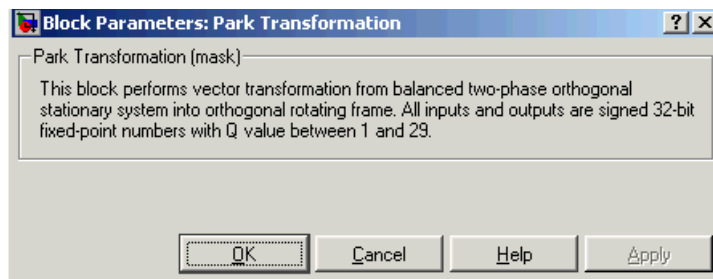 Block Parameters: Park Transformation
Park Transformation (mask)
This block performs vector transformation from balanced two-phase orthogonal
stationary system into orthogonal rotating frame. All inputs and outputs are signed 32-bit
fixed-point numbers with Q value between 1 and 29.
OK Cancel Help Apply